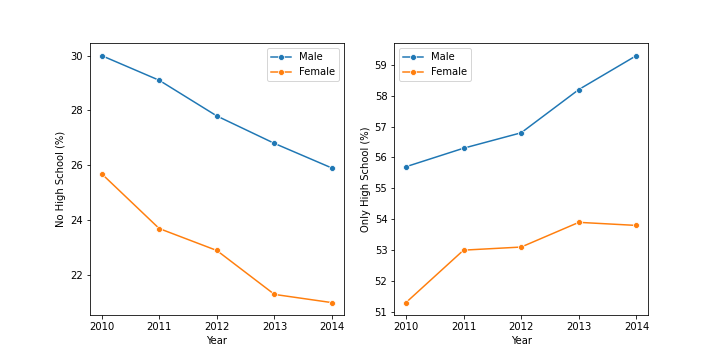 No High School (%)
30
28
26
24
22
Male
Female
2010 2011 2012 2013 2014
Year
Only High School (%)
59
58
57
56
55
54
53
52
51
Male
Female
2010 2011 2012 2013 2014
Year